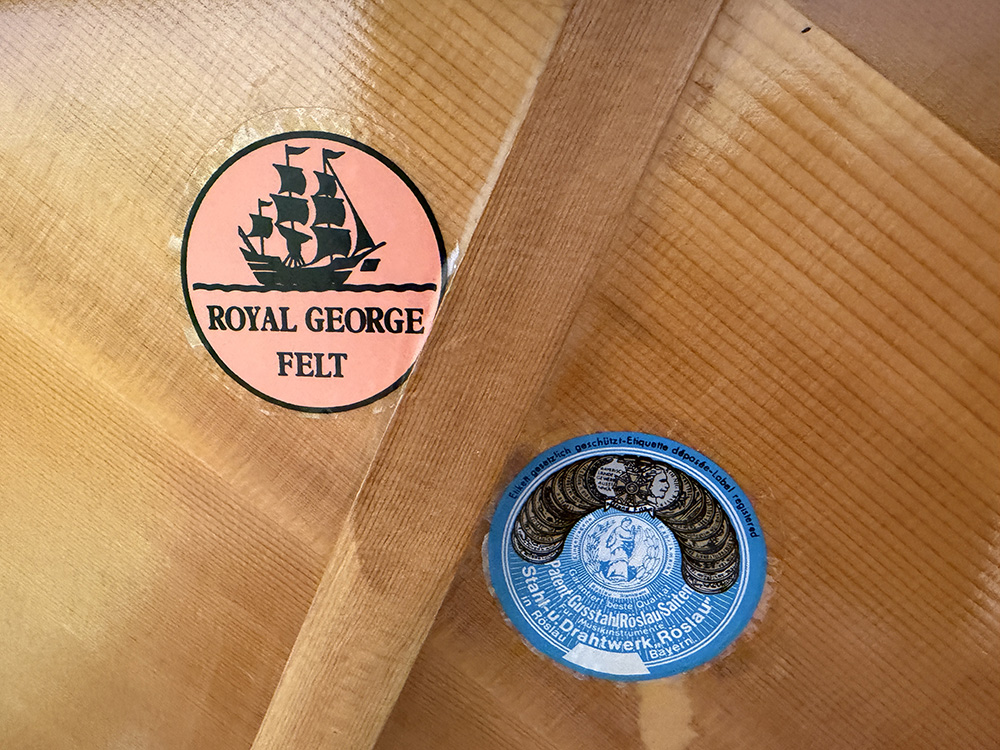 ROYAL GEORGE
FELT
Etikett gesetzlich geschützt-Etiquette déposée-Label registered
Patent-Gusstahl Röslau Saiten
Garantiert beste Qualität
Für Musikinstrumente
Stahl-u. Drahtwerk „Röslau"
in Röslau Bayern